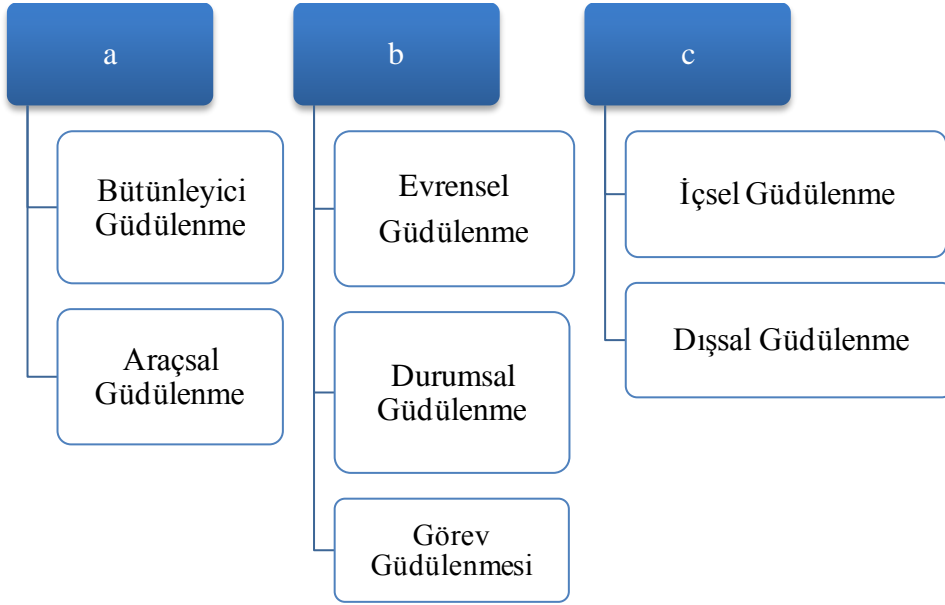 a
Bütünleyici
Güdülenme
Araçsal
Güdülenme
b
Evrensel
Güdülenme
Durumsal
Güdülenme
Görev
Güdülenmesi
c
İçsel Güdülenme
Dışsal Güdülenme